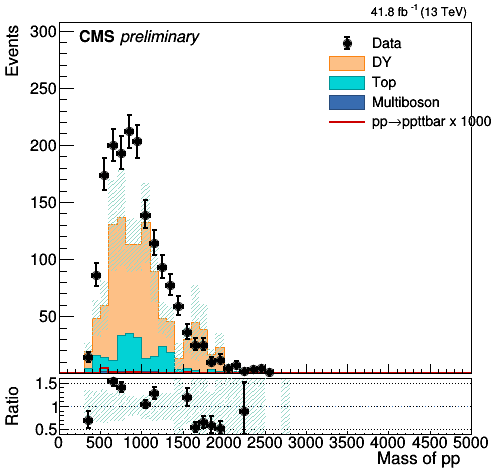 41.8 fb⁻¹ (13 TeV)
CMS preliminary
Events
300
250
200
150
100
50
Data
DY
Top
Multiboson
pp→ppttbar x 1000
Ratio
1.5
1
0.5
0 500 1000 1500 2000 2500 3000 3500 4000 4500 5000
Mass of pp